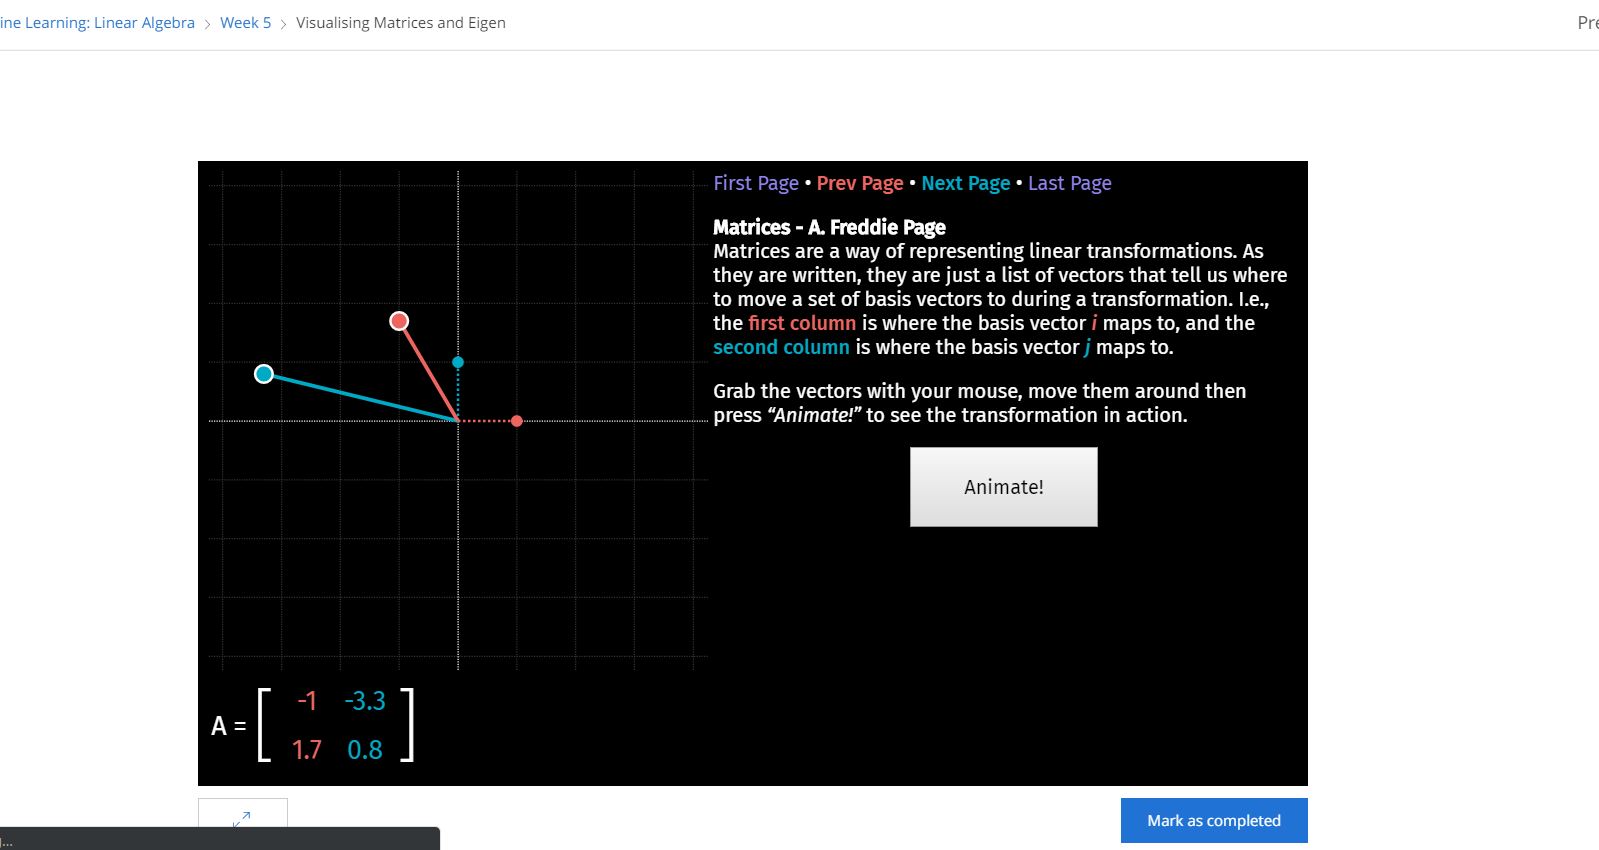 ine Learning: Linear Algebra > Week 5 > Visualising Matrices and Eigen
Pre
First Page • Prev Page • Next Page • Last Page
Matrices - A. Freddie Page
Matrices are a way of representing linear transformations. As
they are written, they are just a list of vectors that tell us where
to move a set of basis vectors to during a transformation. I.e.,
the first column is where the basis vector i maps to, and the
second column is where the basis vector j maps to.
Grab the vectors with your mouse, move them around then
press “Animate!” to see the transformation in action.
Animate!
A =
-1 -3.3
1.7 0.8
Mark as completed
...